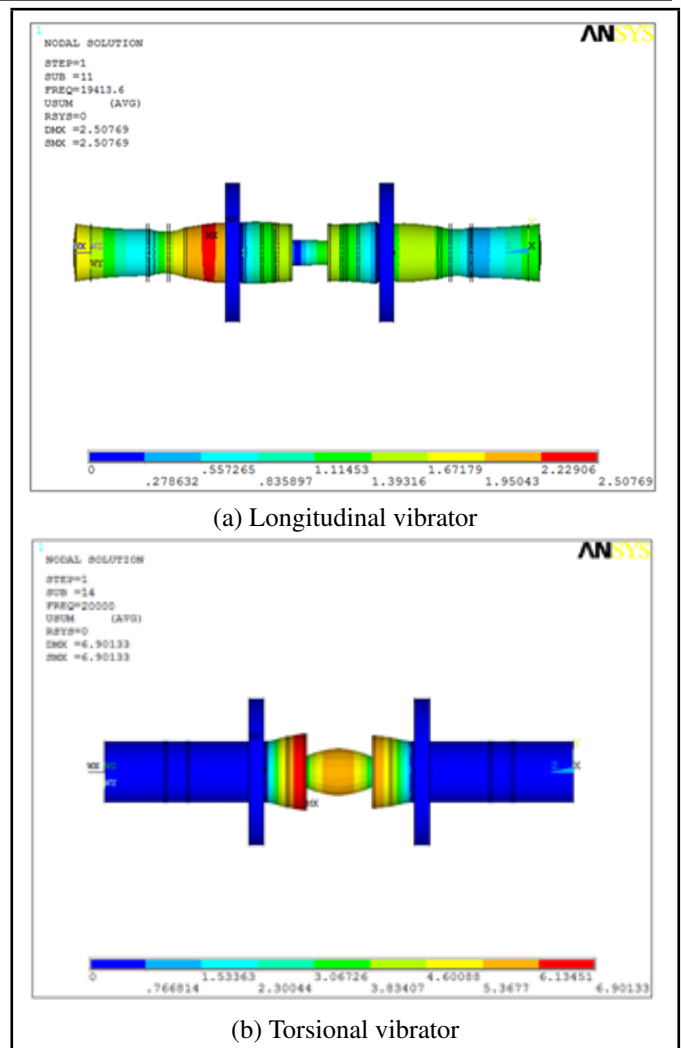 1
ANSYS
NODAL SOLUTION
STEP=1
SUB =11
FREQ=19413.6
USUM (AVG)
RSYS=0
DMX =2.50769
SMX =2.50769
MX
0 .278632 .557265 .835897 1.11453 1.39316 1.67179 1.95043 2.22906 2.50769
(a) Longitudinal vibrator
1
ANSYS
NODAL SOLUTION
STEP=1
SUB =14
FREQ=20000
USUM (AVG)
RSYS=0
DMX =6.90133
SMX =6.90133
MX
0 .766814 1.53363 2.30044 3.06726 3.83407 4.60088 5.3677 6.13451 6.90133
(b) Torsional vibrator